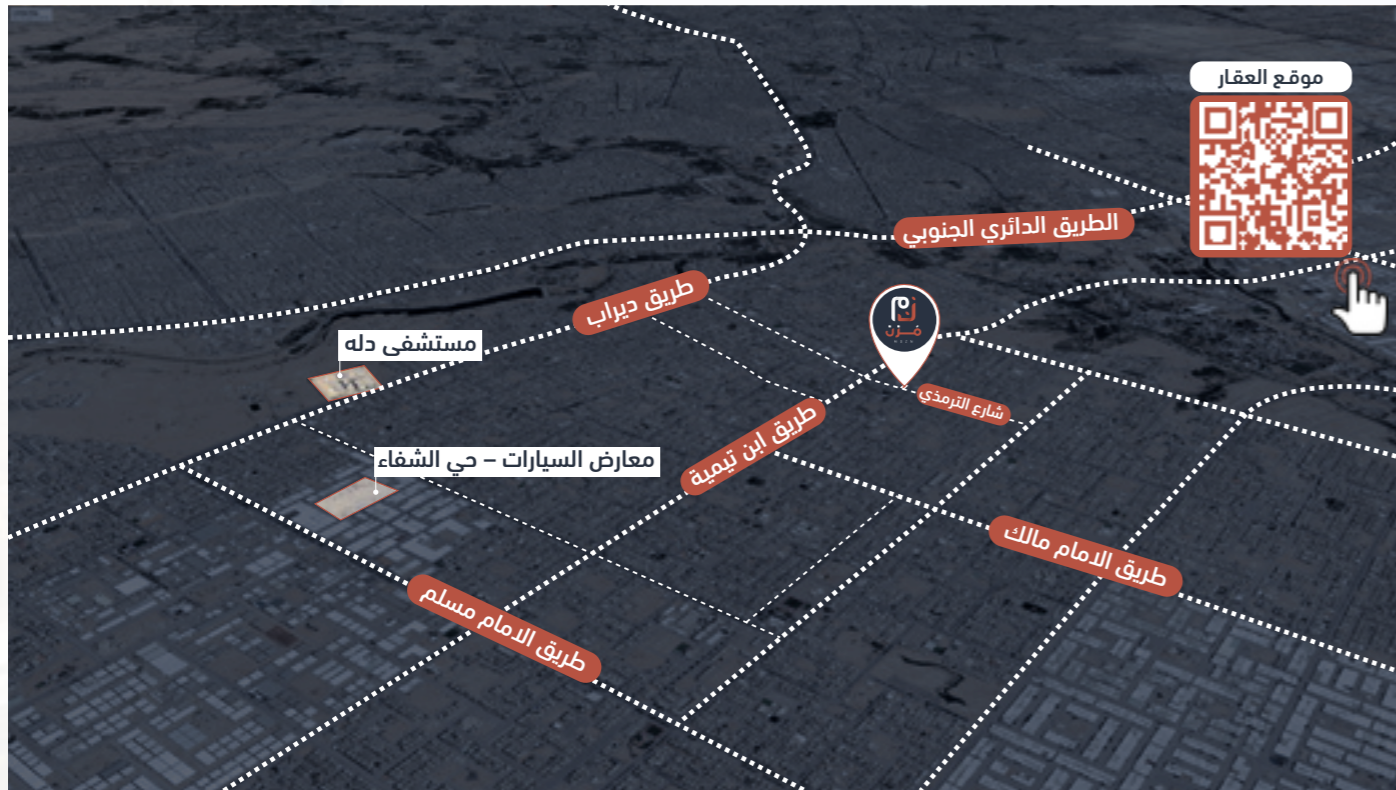 موقع العقار
الطريق الدائري الجنوبي
طريق ديراب
مزن
مستشفى دله
شارع الترمذي
طريق ابن تيمية
معارض السيارات – حي الشفاء
طريق الامام مالك
طريق الامام مسلم